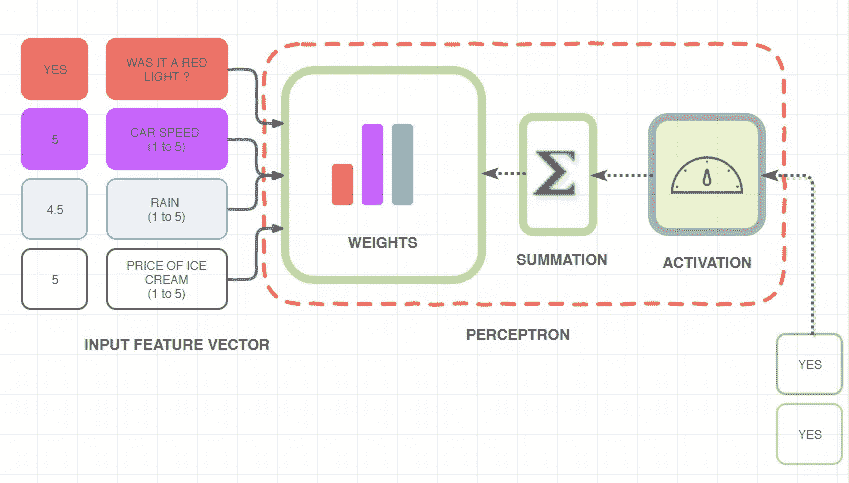 YES
WAS IT A RED
LIGHT ?
5
CAR SPEED
(1 to 5)
4.5
RAIN
(1 to 5)
5
PRICE OF ICE
CREAM
(1 to 5)
INPUT FEATURE VECTOR
WEIGHTS
Σ
SUMMATION
ACTIVATION
PERCEPTRON
YES
YES